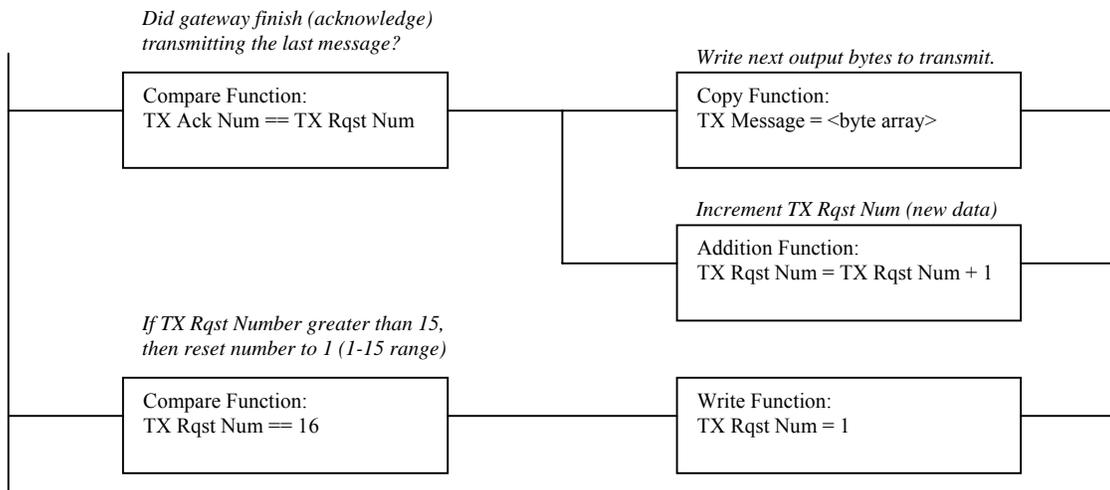 Did gateway finish (acknowledge)
transmitting the last message?
Compare Function:
TX Ack Num == TX Rqst Num
Write next output bytes to transmit.
Copy Function:
TX Message = <byte array>
Increment TX Rqst Num (new data)
Addition Function:
TX Rqst Num = TX Rqst Num + 1
If TX Rqst Number greater than 15,
then reset number to 1 (1-15 range)
Compare Function:
TX Rqst Num == 16
Write Function:
TX Rqst Num = 1